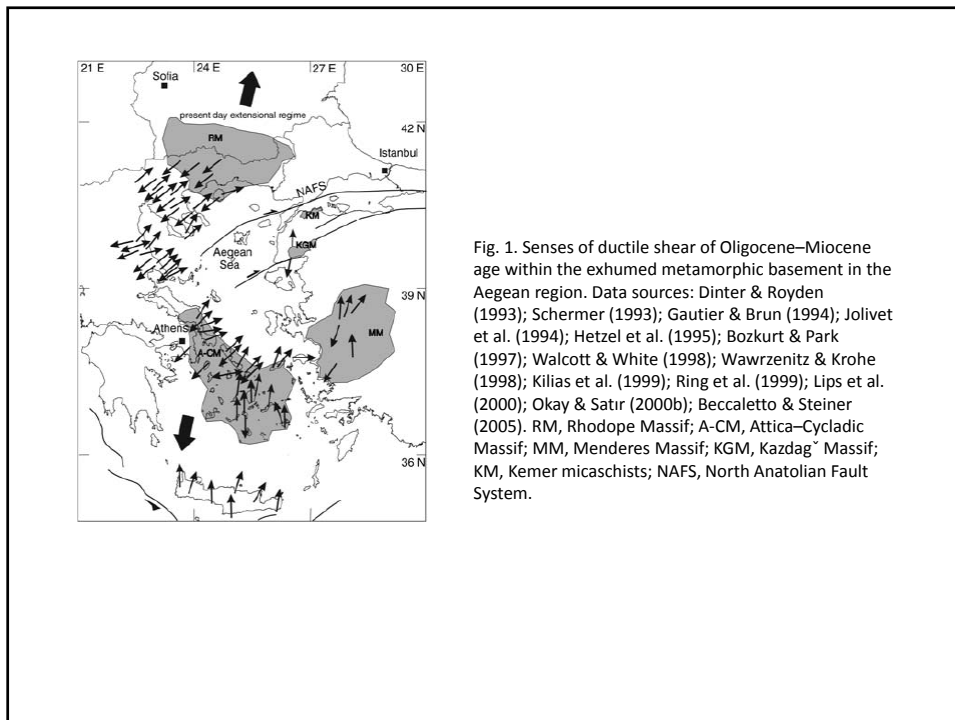 21 E 24 E 27 E 30 E
Sofia
present day extensional regime
42 N
RM
Istanbul
NAFS
KM
KGM
Aegean
Sea
39 N
Athens
A-CM
MM
36 N
Fig. 1. Senses of ductile shear of Oligocene–Miocene
age within the exhumed metamorphic basement in the
Aegean region. Data sources: Dinter & Royden
(1993); Schermer (1993); Gautier & Brun (1994); Jolivet
et al. (1994); Hetzel et al. (1995); Bozkurt & Park
(1997); Walcott & White (1998); Wawrzenitz & Krohe
(1998); Kilias et al. (1999); Ring et al. (1999); Lips et al.
(2000); Okay & Satır (2000b); Beccaletto & Steiner
(2005). RM, Rhodope Massif; A-CM, Attica–Cycladic
Massif; MM, Menderes Massif; KGM, Kazdag˘ Massif;
KM, Kemer micaschists; NAFS, North Anatolian Fault
System.